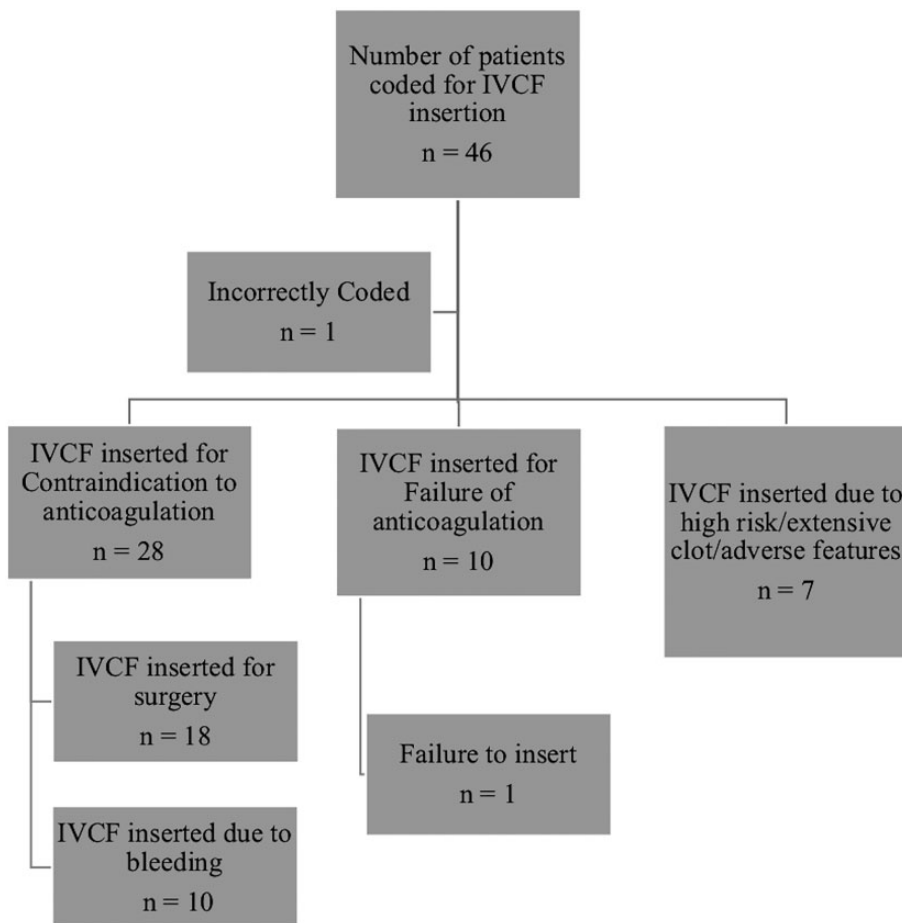 Number of patients
coded for IVCF
insertion
n = 46
Incorrectly Coded
n = 1
IVCF inserted for
Contraindication to
anticoagulation
n = 28
IVCF inserted for
Failure of
anticoagulation
n = 10
IVCF inserted due to
high risk/extensive
clot/adverse features
n = 7
IVCF inserted for
surgery
n = 18
Failure to insert
n = 1
IVCF inserted due to
bleeding
n = 10